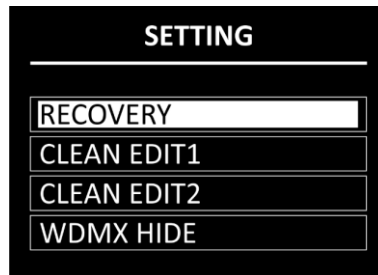 SETTING
RECOVERY
CLEAN EDIT1
CLEAN EDIT2
WDMX HIDE